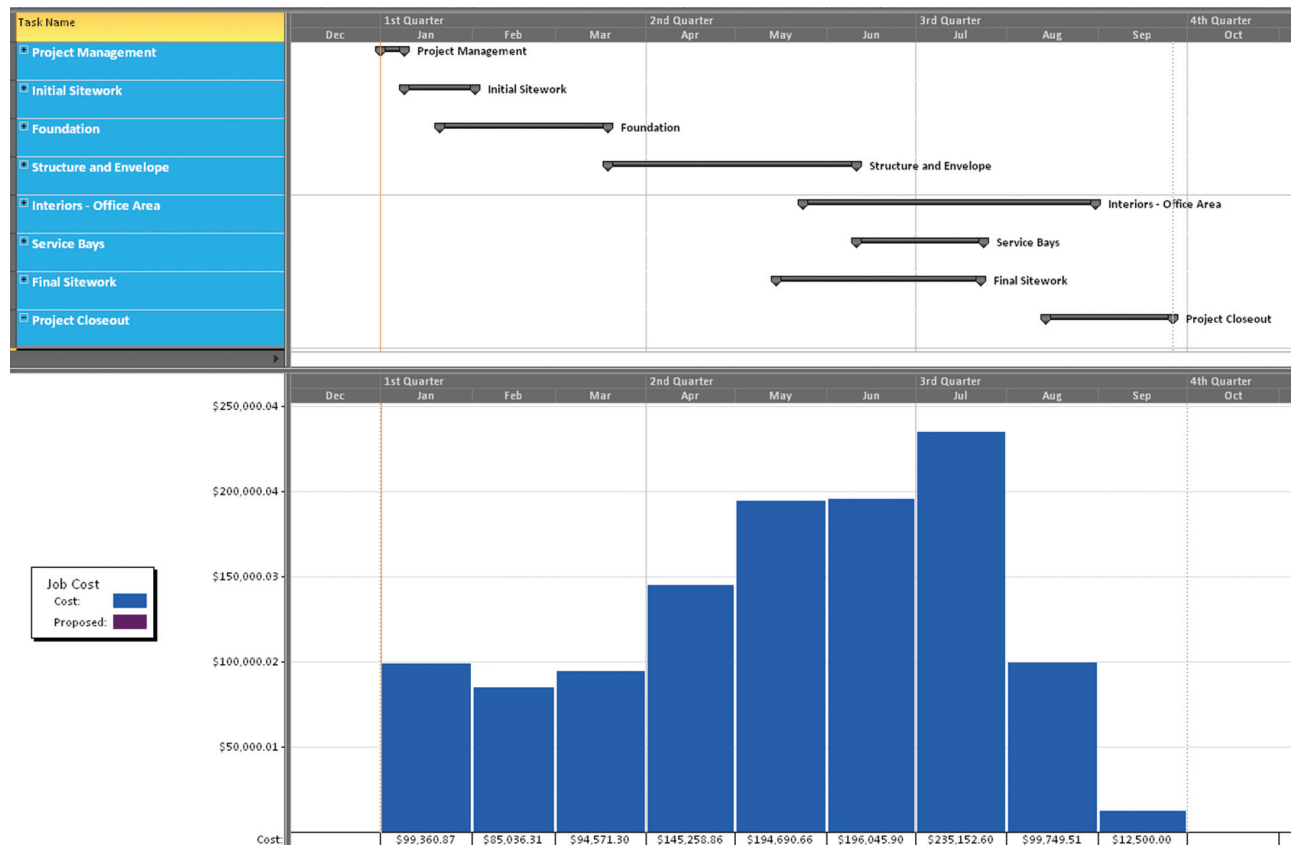 Task Name
1st Quarter 2nd Quarter 3rd Quarter 4th Quarter
Dec Jan Feb Mar Apr May Jun Jul Aug Sep Oct
Project Management Project Management
Initial Sitework Initial Sitework
Foundation Foundation
Structure and Envelope Structure and Envelope
Interiors - Office Area Interiors - Office Area
Service Bays Service Bays
Final Sitework Final Sitework
Project Closeout Project Closeout
1st Quarter 2nd Quarter 3rd Quarter 4th Quarter
Dec Jan Feb Mar Apr May Jun Jul Aug Sep Oct
$250,000.04
$200,000.04
$150,000.03
Job Cost
Cost:
Proposed:
$100,000.02
$50,000.01
Cost: $99,360.87 $85,036.31 $94,571.30 $145,258.86 $194,690.66 $196,045.90 $235,152.60 $99,749.51 $12,500.00